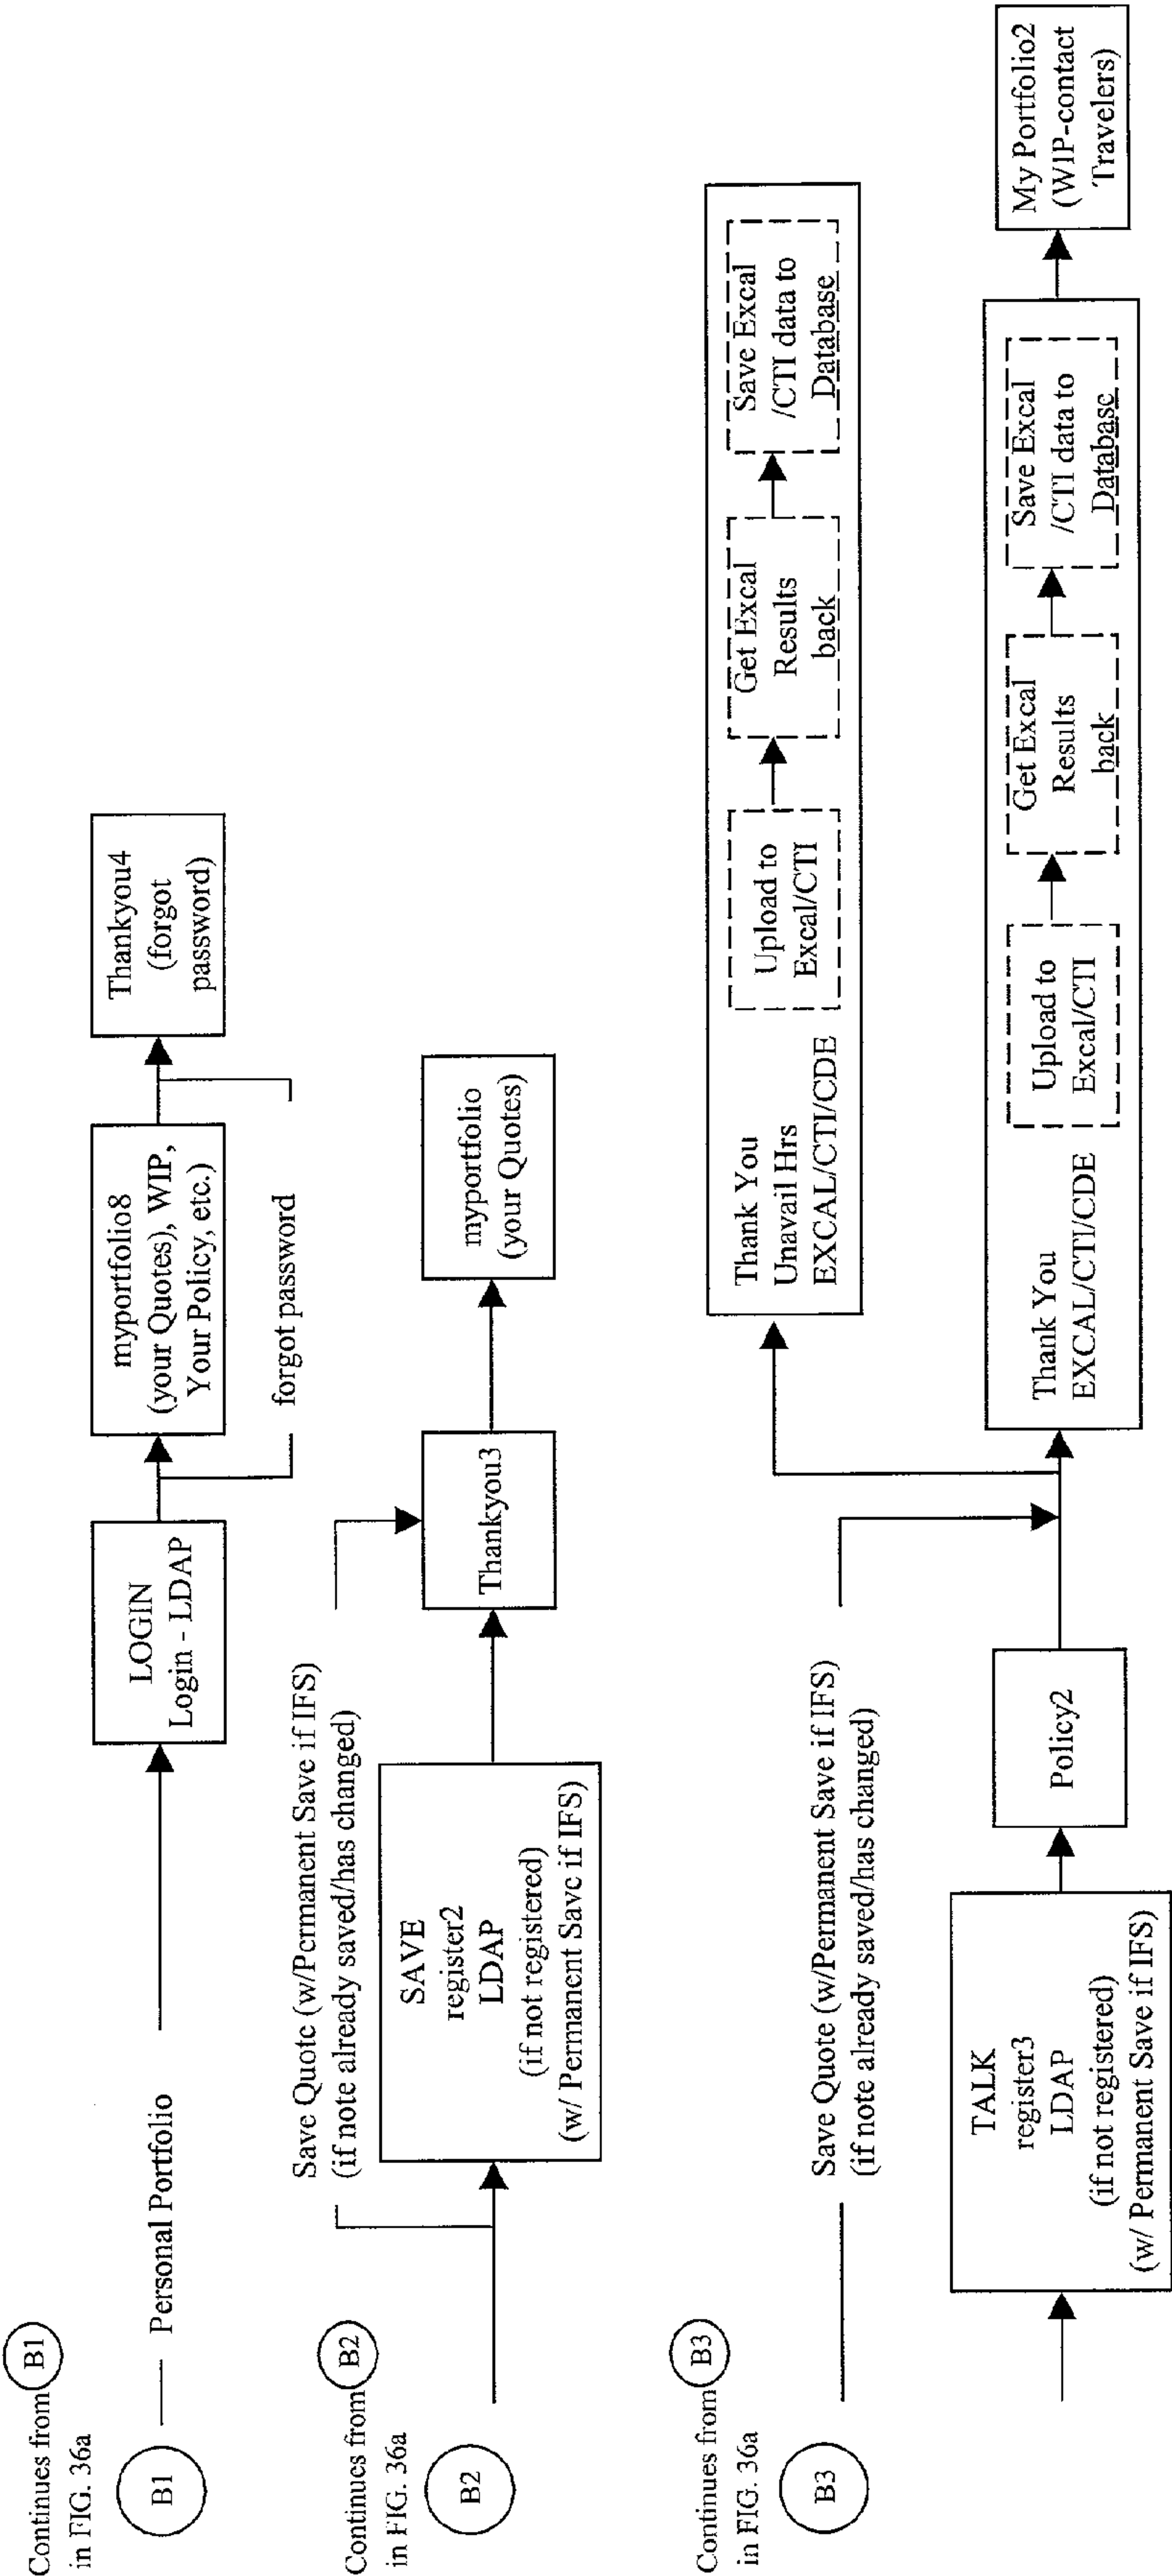 Continues from B1
in FIG. 36a
B1
Personal Portfolio
LOGIN
Login - LDAP
myportfolio8
(your Quotes), WIP,
Your Policy, etc.)
forgot password
Thankyou4
(forgot
password)
Continues from B2
in FIG. 36a
B2
Save Quote (w/Permanent Save if IFS)
(if note already saved/has changed)
SAVE
register2
LDAP
(if not registered)
(w/ Permanent Save if IFS)
Thankyou3
myportfolio
(your Quotes)
Continues from B3
in FIG. 36a
B3
Save Quote (w/Permanent Save if IFS)
(if note already saved/has changed)
Thank You
Unavail Hrs
EXCAL/CTI/CDE
Upload to
Excal/CTI
Get Excal
Results
back
Save Excal
/CTI data to
Database
TALK
register3
LDAP
(if not registered)
(w/ Permanent Save if IFS)
Policy2
Thank You
EXCAL/CTI/CDE
Upload to
Excal/CTI
Get Excal
Results
back
Save Excal
/CTI data to
Database
My Portfolio2
(WIP-contact
Travelers)